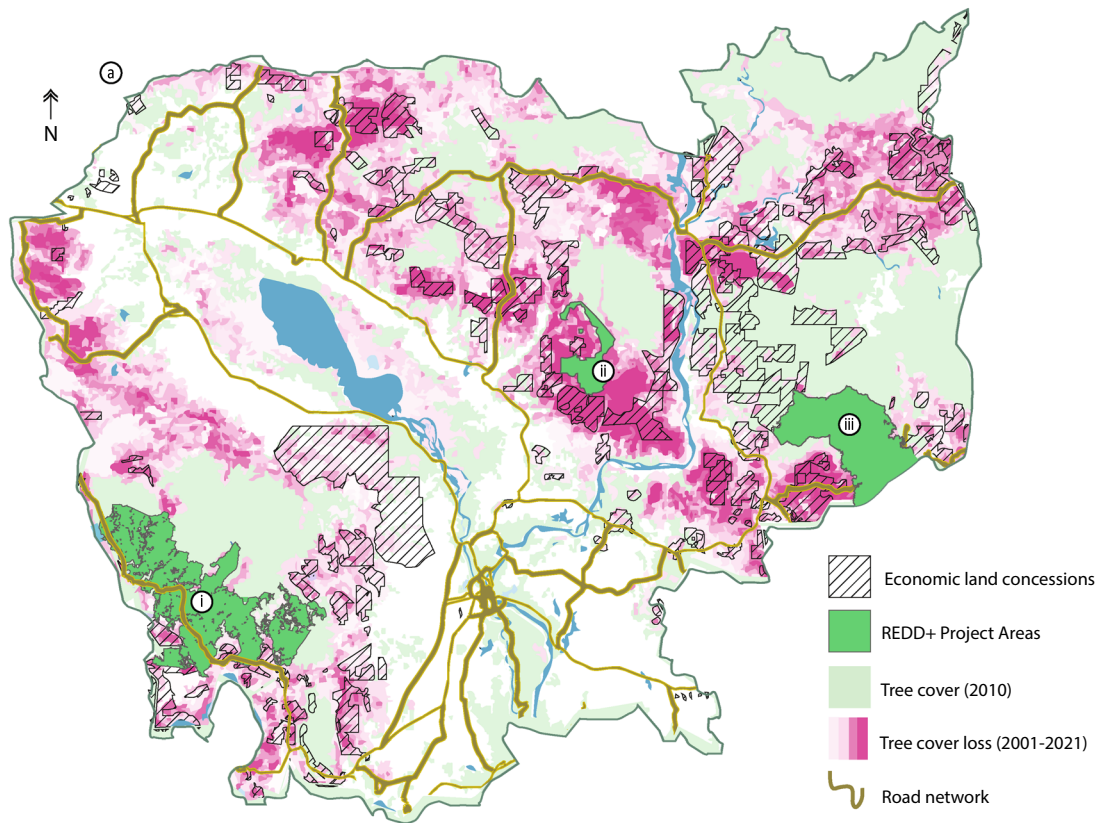 a
N
ii
iii
i
Economic land concessions
REDD+ Project Areas
Tree cover (2010)
Tree cover loss (2001-2021)
Road network